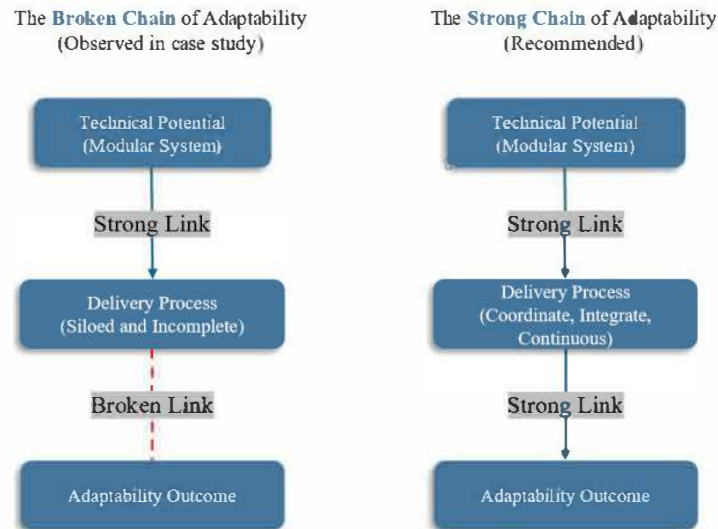 The Broken Chain of Adaptability
(Observed in case study)
Technical Potential
(Modular System)
Strong Link
Delivery Process
(Siloed and Incomplete)
Broken Link
Adaptability Outcome
The Strong Chain of Adaptability
(Recommended)
Technical Potential
(Modular System)
Strong Link
Delivery Process
(Coordinate, Integrate,
Continuous)
Strong Link
Adaptability Outcome